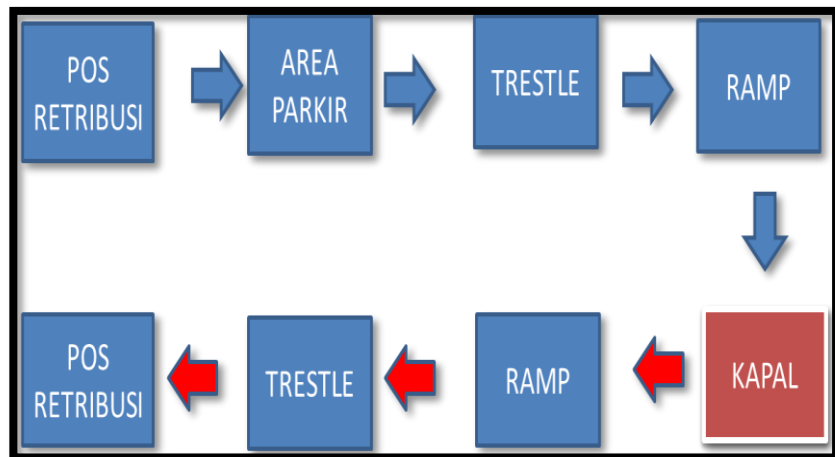 POS
RETRIBUSI
AREA
PARKIR
TRESTLE
RAMP
POS
RETRIBUSI
TRESTLE
RAMP
KAPAL